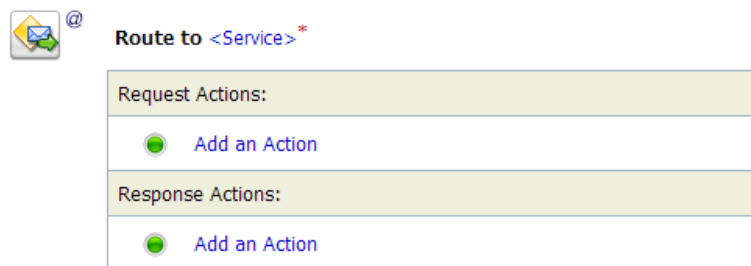 @
Route to <Service>*
Request Actions:
Add an Action
Response Actions:
Add an Action